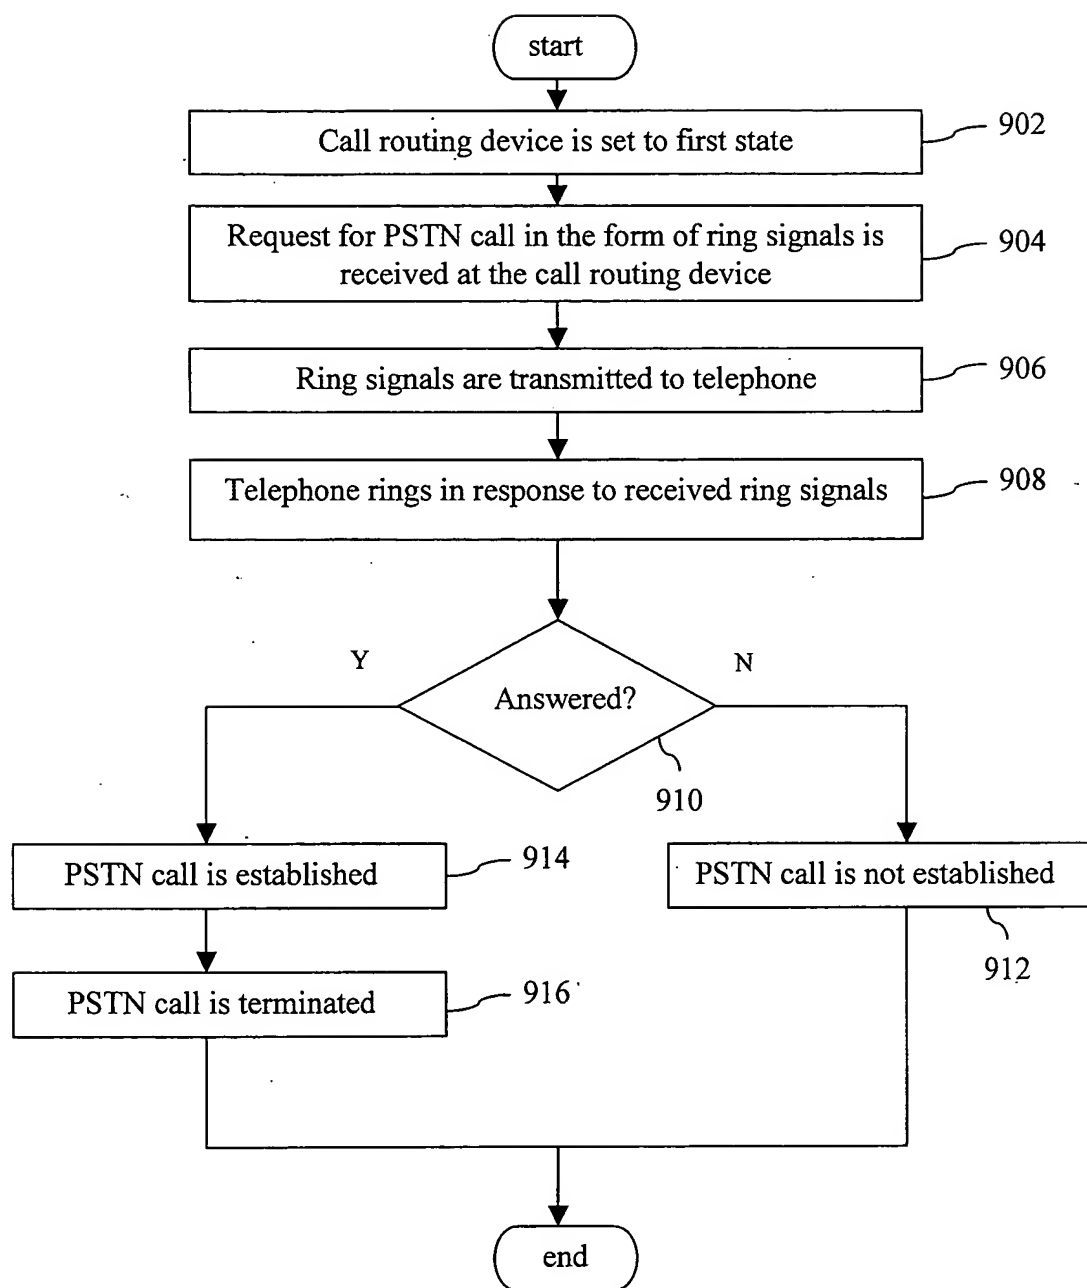 start
Call routing device is set to first state
902
Request for PSTN call in the form of ring signals is
received at the call routing device
904
Ring signals are transmitted to telephone
906
Telephone rings in response to received ring signals
908
Y
N
Answered?
910
PSTN call is established
914
PSTN call is not established
912
PSTN call is terminated
916
end